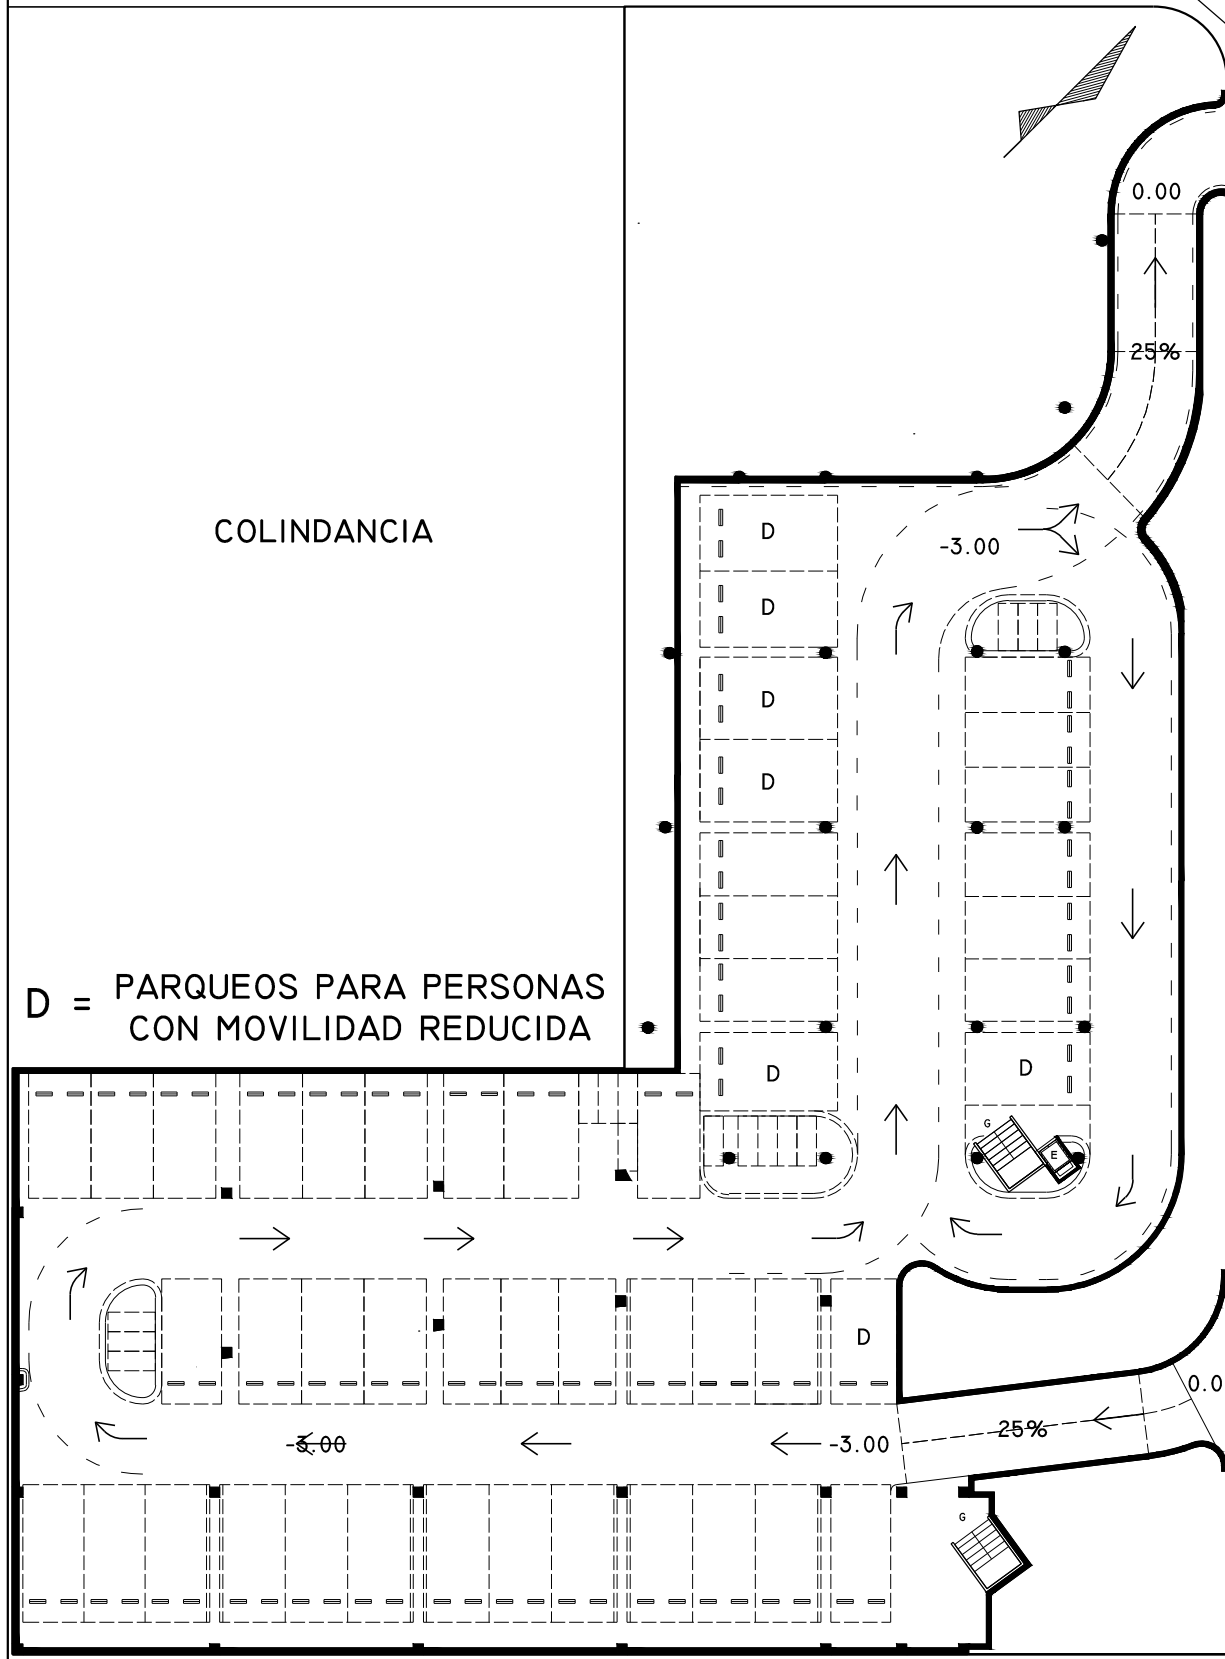 0.00
25%
COLINDANCIA
D
-3.00
D
D
D
D = PARQUEOS PARA PERSONAS
CON MOVILIDAD REDUCIDA
D
D
G
E
D
0.0
25%
-3.00
-3.00
G